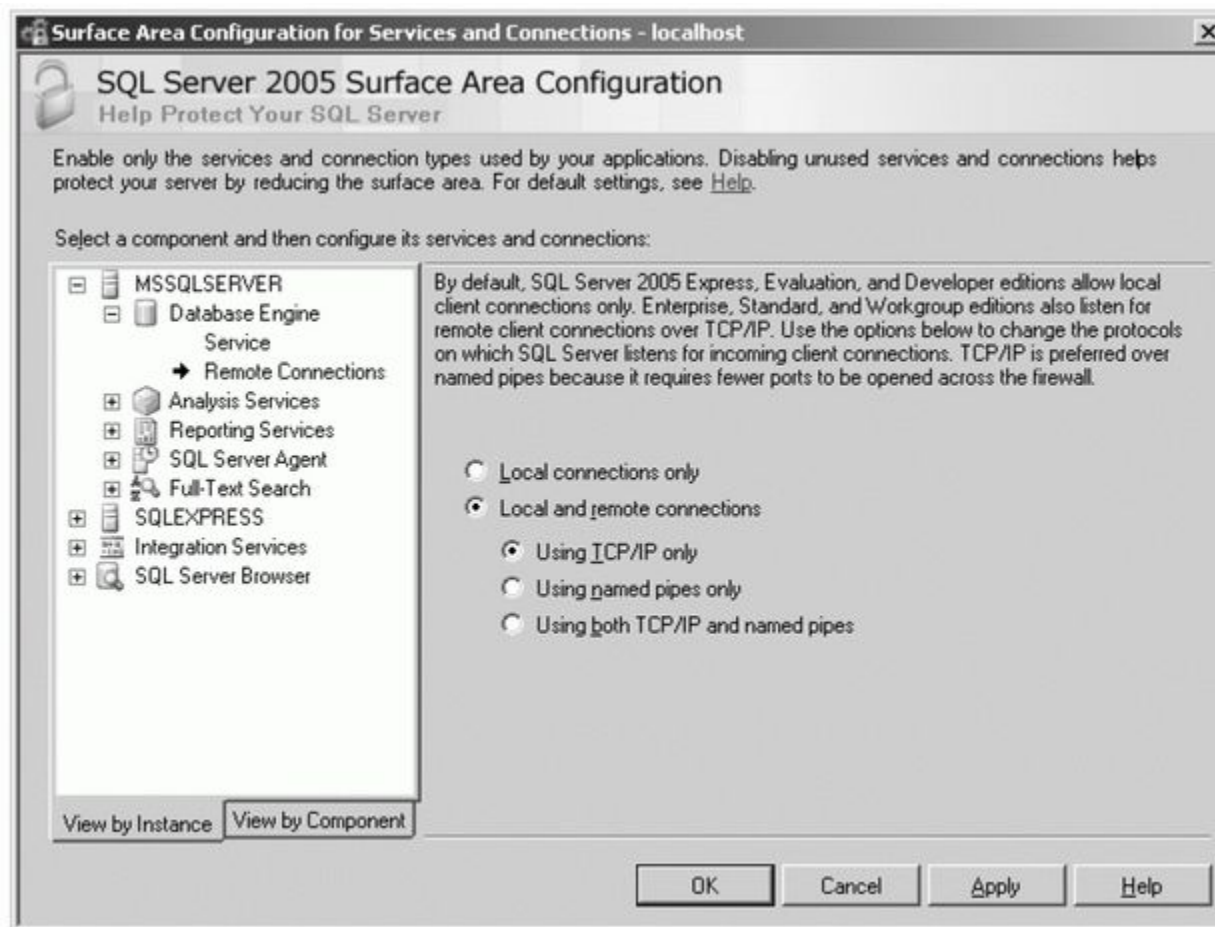 Surface Area Configuration for Services and Connections - localhost
SQL Server 2005 Surface Area Configuration
Help Protect Your SQL Server
Enable only the services and connection types used by your applications. Disabling unused services and connections helps
protect your server by reducing the surface area. For default settings, see Help.
Select a component and then configure its services and connections:
MSSQLSERVER
Database Engine
Service
Remote Connections
Analysis Services
Reporting Services
SQL Server Agent
Full-Text Search
SQLEXPRESS
Integration Services
SQL Server Browser
View by Instance
View by Component
By default, SQL Server 2005 Express, Evaluation, and Developer editions allow local
client connections only. Enterprise, Standard, and Workgroup editions also listen for
remote client connections over TCP/IP. Use the options below to change the protocols
on which SQL Server listens for incoming client connections. TCP/IP is preferred over
named pipes because it requires fewer ports to be opened across the firewall.
Local connections only
Local and remote connections
Using TCP/IP only
Using named pipes only
Using both TCP/IP and named pipes
OK
Cancel
Apply
Help